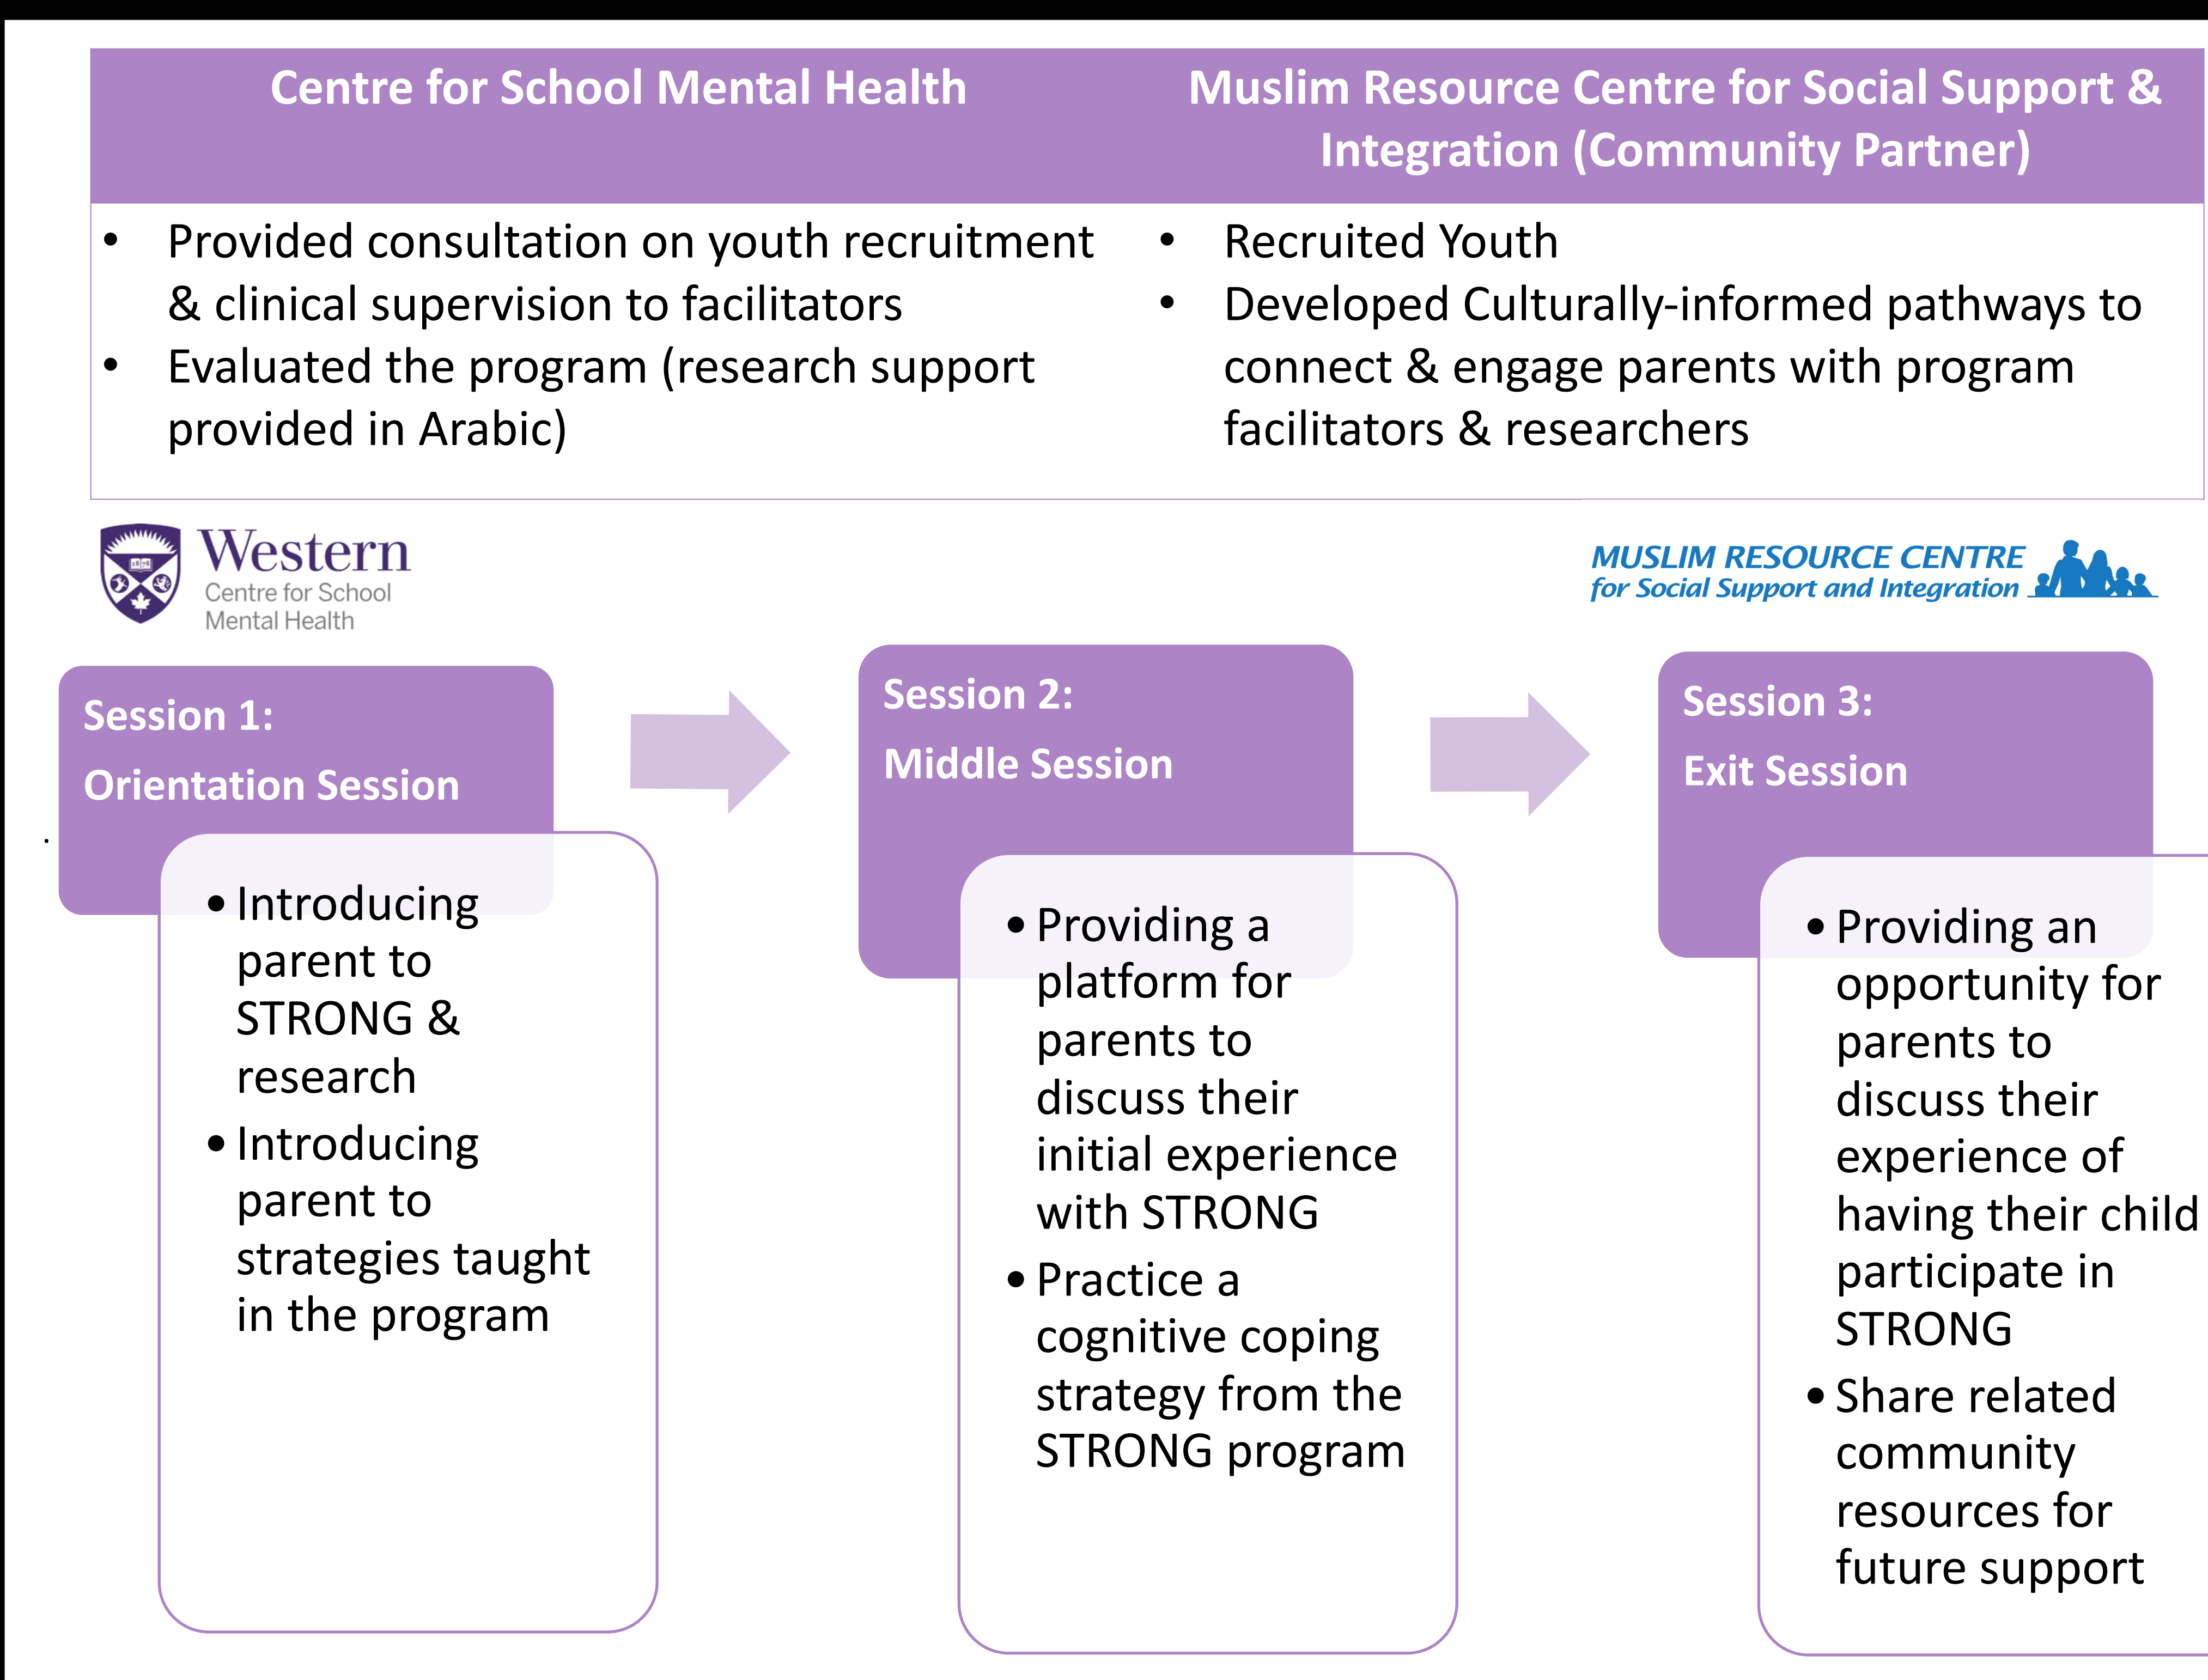 Centre for School Mental Health
Muslim Resource Centre for Social Support &
Integration (Community Partner)
• Provided consultation on youth recruitment
& clinical supervision to facilitators
• Evaluated the program (research support
provided in Arabic)
• Recruited Youth
• Developed Culturally-informed pathways to
connect & engage parents with program
facilitators & researchers
1878
Western
Centre for School
Mental Health
MUSLIM RESOURCE CENTRE
for Social Support and Integration
Session 1:
Orientation Session
.
• Introducing
parent to
STRONG &
research
• Introducing
parent to
strategies taught
in the program
Session 2:
Middle Session
• Providing a
platform for
parents to
discuss their
initial experience
with STRONG
• Practice a
cognitive coping
strategy from the
STRONG program
Session 3:
Exit Session
• Providing an
opportunity for
parents to
discuss their
experience of
having their child
participate in
STRONG
• Share related
community
resources for
future support